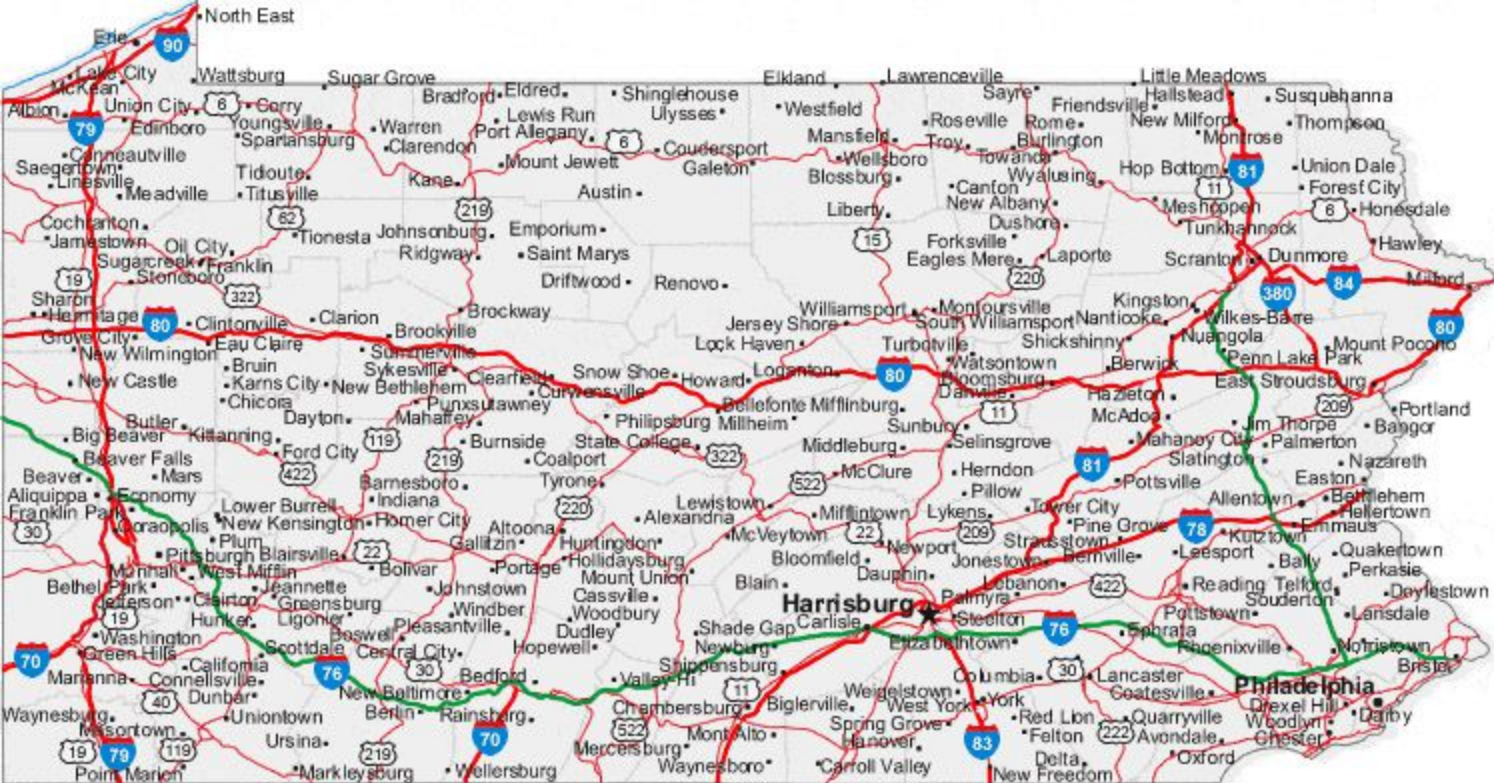 North East
Erie
90
Lake City
McKean
Wattsburg
Sugar Grove
Elkland
Lawrenceville
Little Meadows
Albion
Union City
6
Corry
Bradford
Eldred
Shinglehouse
Westfield
Sayre
Friendsville
Hallstead
Susquehanna
79
Edinboro
Youngsville
Spartansburg
Warren
Clarendon
Lewis Run
Port Allegany
Ulysses
6
Mansfield
Roseville
Rome
New Milford
Thompson
Montrose
Conneautville
Saegertown
Linesville
Meadville
Tidioute
Titusville
Kane
Mount Jewett
Coudersport
Galeton
Wellsboro
Blossburg
Troy
Burlington
Towanda
Wyalusing
Hop Bottom
81
Union Dale
Forest City
11
Austin
Canton
New Albany
Meshoppen
6
Honesdale
Cochranton
Jamestown
62
219
Liberty
Dushore
Tunkhannock
Oil City
Tionesta
Johnsonburg
Emporium
15
Forksville
Hawley
Sugarcreek
Franklin
Stoneboro
Ridgway
Saint Marys
Eagles Mere
Laporte
Scranton
Dunmore
19
322
Driftwood
Renovo
220
380
84
Milford
Sharon
Hermitage
80
Clintonville
Clarion
Brockway
Williamsport
Montoursville
Kingston
Wilkes-Barre
80
Grove City
Eau Claire
Brookville
Jersey Shore
South Williamsport
Nanticoke
Nuangola
New Wilmington
Summerville
Lock Haven
Turbotville
Shickshinny
Mount Pocono
Bruin
Sykesville
Clearfield
Snow Shoe
Howard
Loganton
80
Watsontown
Berwick
Penn Lake Park
New Castle
Karns City
New Bethlehem
Curwensville
Bloomsburg
Danville
East Stroudsburg
Chicora
Punxsutawney
Bellefonte
Mifflinburg
11
Hazleton
209
Portland
Butler
Dayton
Mahaffey
Philipsburg
Millheim
Sunbury
McAdoo
Jim Thorpe
Bangor
Big Beaver
Kittanning
119
Burnside
State College
322
Middleburg
Selinsgrove
Mahanoy City
Palmerton
Beaver Falls
Ford City
219
Coalport
81
Slatington
Nazareth
Beaver
Mars
422
Barnesboro
Tyrone
522
McClure
Herndon
Pottsville
Easton
Aliquippa
Economy
Indiana
220
Lewistown
Pillow
Allentown
Bethlehem
Franklin Park
Lower Burrell
Alexandria
Mifflintown
Lykens
Tower City
Hellertown
30
Coraopolis
New Kensington
Homer City
Altoona
22
209
Pine Grove
78
Emmaus
Plum
Gallitzin
Huntingdon
McVeytown
Newport
Strausstown
Kutztown
Pittsburgh
Blairsville
22
Hollidaysburg
Bloomfield
Jonestown
Bernville
Leesport
Quakertown
Munhall
West Mifflin
Bolivar
Portage
Mount Union
Dauphin
Bally
Perkasie
Bethel Park
Jeannette
Johnstown
Cassville
Blain
Lebanon
422
Reading
Telford
Doylestown
Jefferson
Clairton
Greensburg
Windber
Woodbury
Harrisburg
Palmyra
Souderton
19
Hunker
Ligonier
Pleasantville
Dudley
Shade Gap
Carlisle
Steelton
76
Pottstown
Lansdale
Washington
Boswell
Hopewell
Newburg
Elizabethtown
Ephrata
Phoenixville
Norristown
70
Green Hills
Scottdale
Central City
Shippensburg
Bristol
Marianna
California
76
30
Bedford
Valley-Hi
Columbia
30
Lancaster
Connellsville
New Baltimore
11
Weigelstown
York
Coatesville
Philadelphia
40
Dunbar
Berlin
Rainsburg
Chambersburg
Biglerville
West York
Drexel Hill
Waynesburg
Uniontown
522
Spring Grove
Red Lion
222
Quarryville
Woodlyn
Darby
Masontown
Ursina
70
Mercersburg
Mont Alto
Hanover
83
Felton
Avondale
Chester
19
79
119
219
Waynesboro
Carroll Valley
Delta
Oxford
Point Marion
Markleysburg
Wellersburg
New Freedom